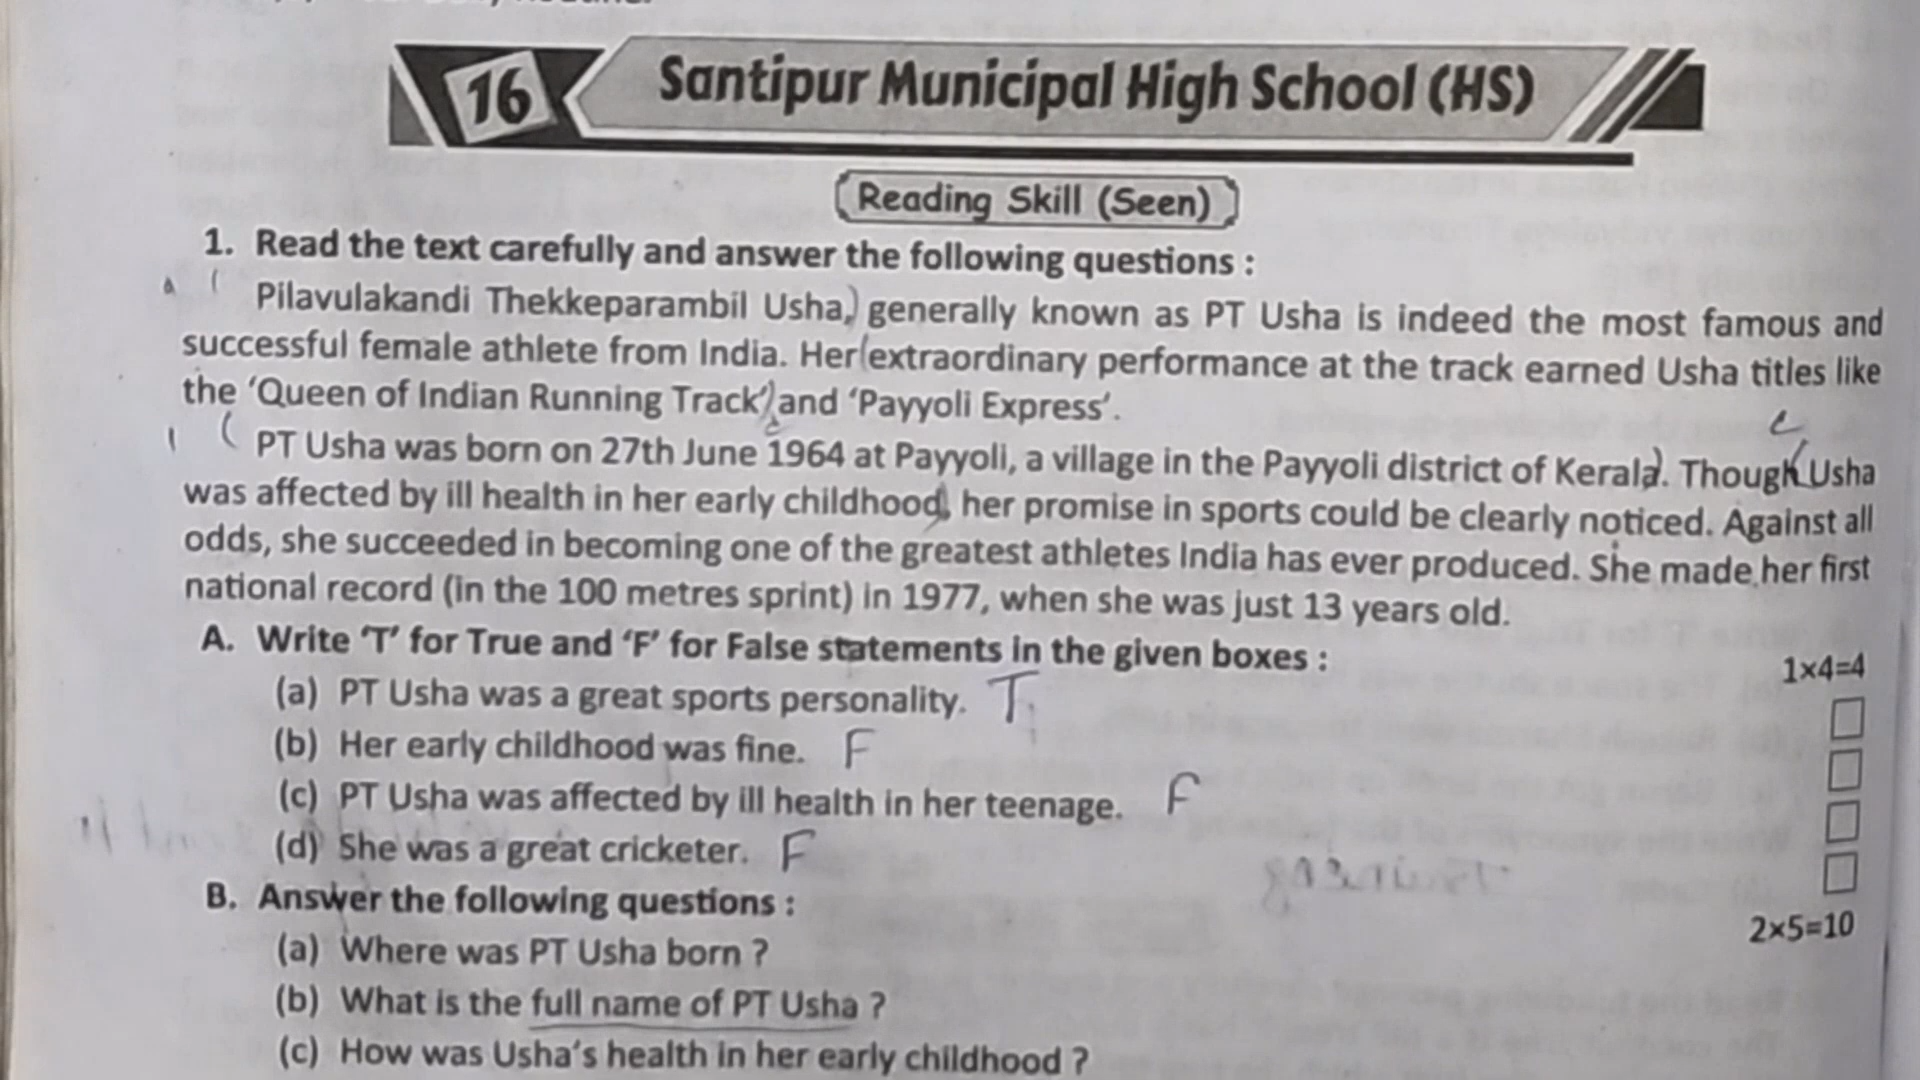 16 Santipur Municipal High School (HS)
Reading Skill (Seen)
1. Read the text carefully and answer the following questions :
Pilavulakandi Thekkeparambil Usha, generally known as PT Usha is indeed the most famous and
successful female athlete from India. Her extraordinary performance at the track earned Usha titles like
the ‘Queen of Indian Running Track’ and ‘Payyoli Express’.
PT Usha was born on 27th June 1964 at Payyoli, a village in the Payyoli district of Kerala. Though Usha
was affected by ill health in her early childhood, her promise in sports could be clearly noticed. Against all
odds, she succeeded in becoming one of the greatest athletes India has ever produced. She made her first
national record (in the 100 metres sprint) in 1977, when she was just 13 years old.
A. Write ‘T’ for True and ‘F’ for False statements in the given boxes :
1×4=4
(a) PT Usha was a great sports personality. T
(b) Her early childhood was fine. F
(c) PT Usha was affected by ill health in her teenage. F
(d) She was a great cricketer. F
B. Answer the following questions :
2×5=10
(a) Where was PT Usha born ?
(b) What is the full name of PT Usha ?
(c) How was Usha’s health in her early childhood ?